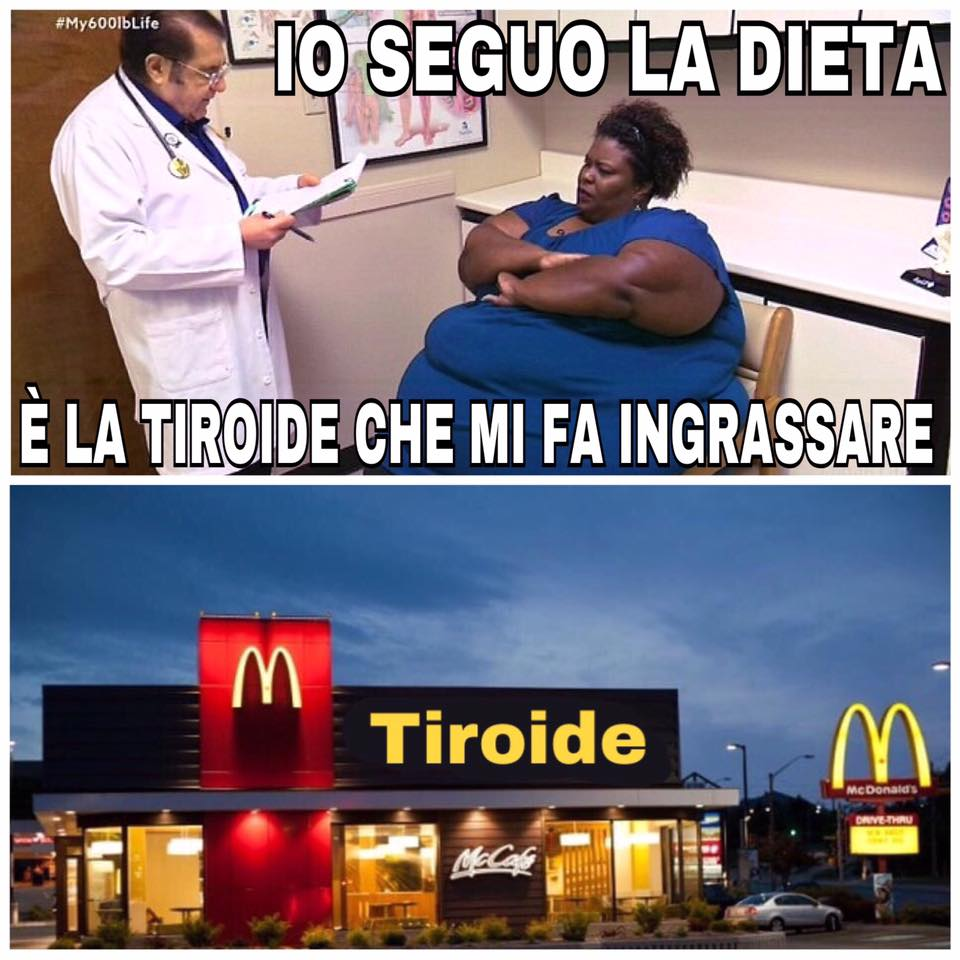 #My600lbLife
IO SEGUO LA DIETA
È LA TIROIDE CHE MI FA INGRASSARE
Tiroide
McCafé
McDonald's
DRIVE-THRU